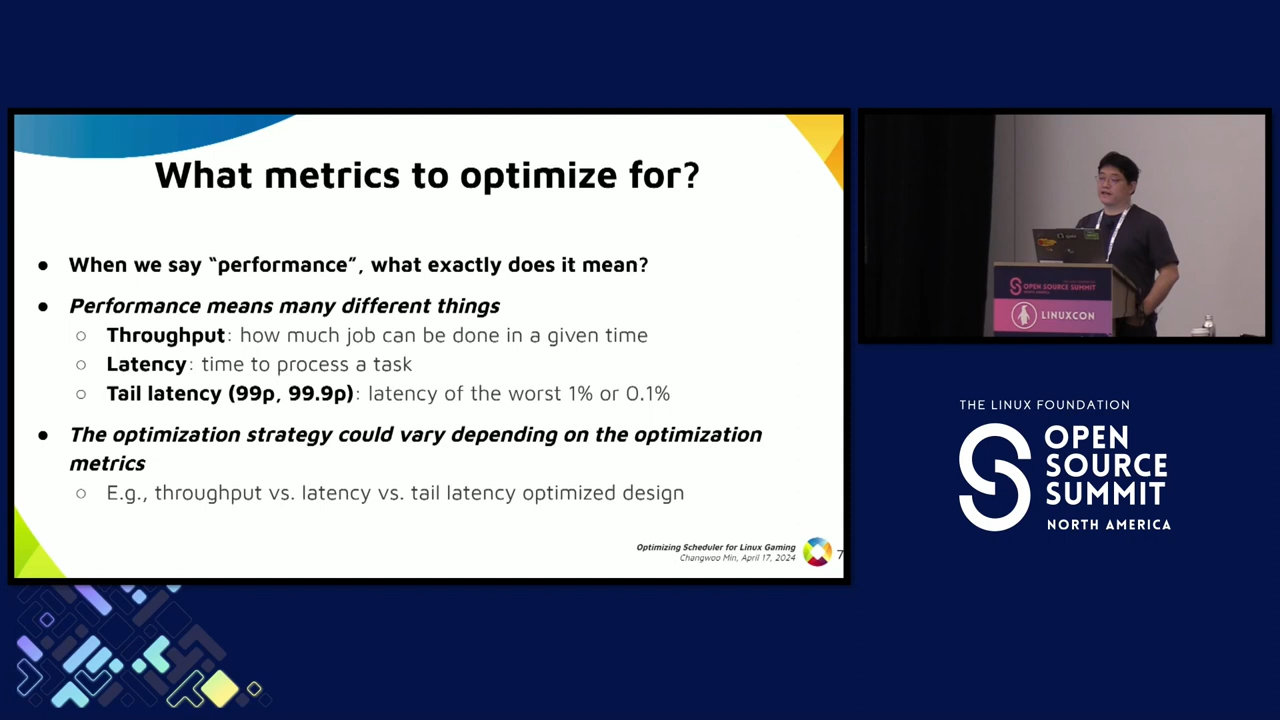 What metrics to optimize for?
● When we say “performance”, what exactly does it mean?
● Performance means many different things
○ Throughput: how much job can be done in a given time
○ Latency: time to process a task
○ Tail latency (99p, 99.9p): latency of the worst 1% or 0.1%
● The optimization strategy could vary depending on the optimization
metrics
○ E.g., throughput vs. latency vs. tail latency optimized design
Optimizing Scheduler for Linux Gaming
Changwoo Min, April 17, 2024
7
OPEN SOURCE SUMMIT
LINUXCON
THE LINUX FOUNDATION
OPEN
SOURCE
SUMMIT
NORTH AMERICA